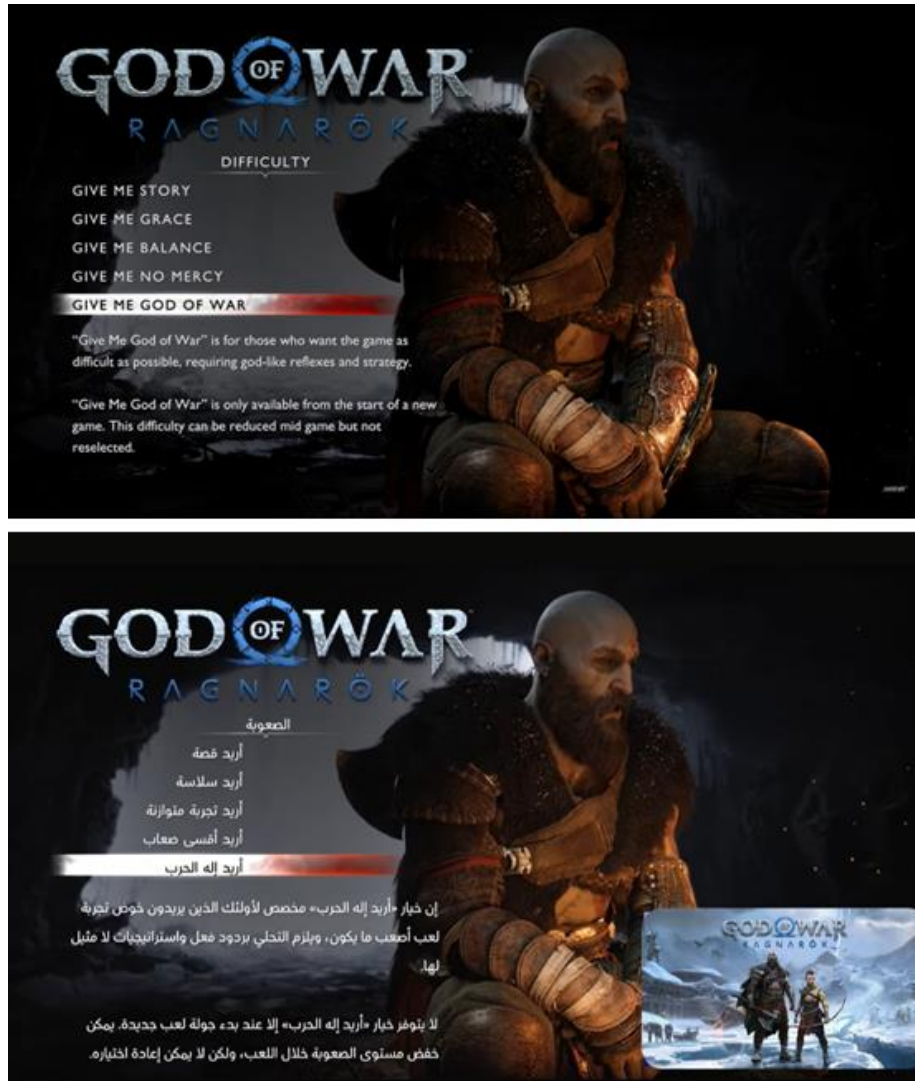 GOD OF WAR
RAGNARÖK
DIFFICULTY
GIVE ME STORY
GIVE ME GRACE
GIVE ME BALANCE
GIVE ME NO MERCY
GIVE ME GOD OF WAR
"Give Me God of War" is for those who want the game as
difficult as possible, requiring god-like reflexes and strategy.
"Give Me God of War" is only available from the start of a new
game. This difficulty can be reduced mid game but not
reselected.
GOD OF WAR
RAGNARÖK
الصعوبة
أريد قصة
أريد سلاسة
أريد تجربة متوازنة
أريد أقسى صعاب
أريد إله الحرب
إن خيار «أريد إله الحرب» مخصص لأولئك الذين يريدون خوض تجربة
لعب أصعب ما يكون، ويلزم التحلي بردود فعل واستراتيجيات لا مثيل
لها.
لا يتوفر خيار «أريد إله الحرب» إلا عند بدء جولة لعب جديدة. يمكن
خفض مستوى الصعوبة خلال اللعب، ولكن لا يمكن إعادة اختياره.
GOD OF WAR
RAGNARÖK